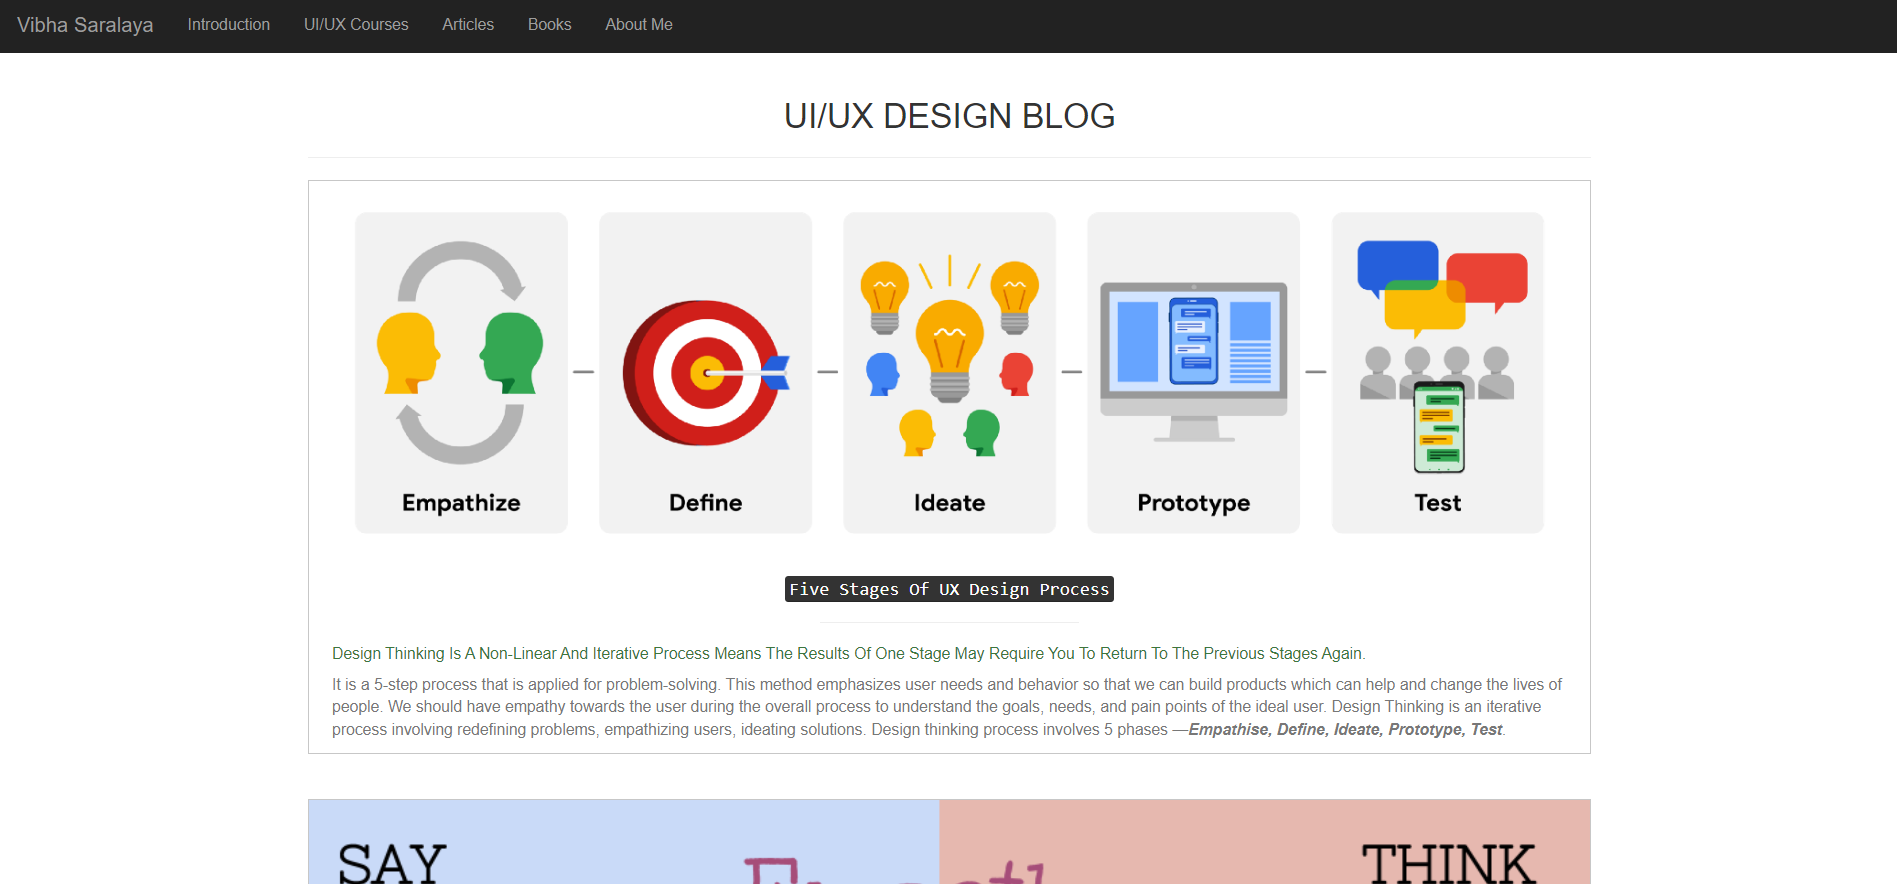 Vibha Saralaya Introduction UI/UX Courses Articles Books About Me
UI/UX DESIGN BLOG
Empathize Define Ideate Prototype Test
Five Stages Of UX Design Process
Design Thinking Is A Non-Linear And Iterative Process Means The Results Of One Stage May Require You To Return To The Previous Stages Again.
It is a 5-step process that is applied for problem-solving. This method emphasizes user needs and behavior so that we can build products which can help and change the lives of
people. We should have empathy towards the user during the overall process to understand the goals, needs, and pain points of the ideal user. Design Thinking is an iterative
process involving redefining problems, empathizing users, ideating solutions. Design thinking process involves 5 phases —Empathise, Define, Ideate, Prototype, Test.
SAY THINK